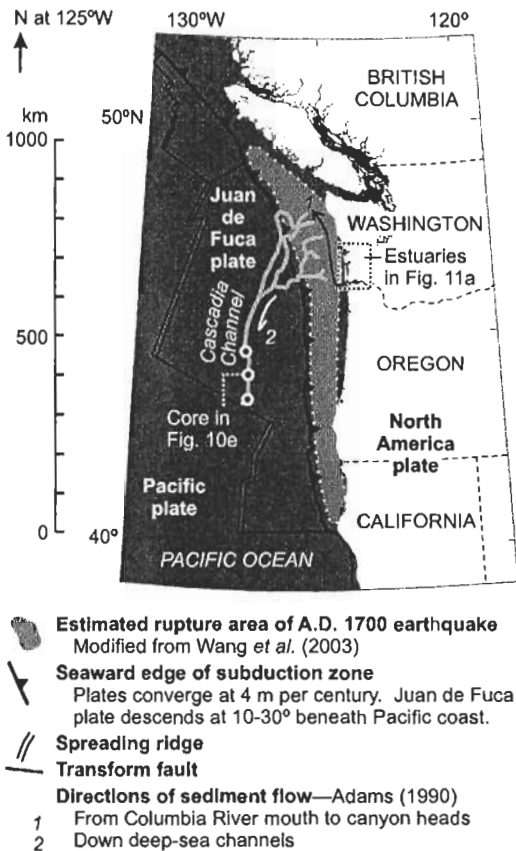 N at 125°W
130°W
120°W
km
50°N
1000
BRITISH
COLUMBIA
Juan
de
Fuca
plate
1
WASHINGTON
Estuaries
in Fig. 11a
Cascadia
Channel
2
500
OREGON
Core in
Fig. 10e
North
America
plate
Pacific
plate
CALIFORNIA
0
40°
PACIFIC OCEAN
Estimated rupture area of A.D. 1700 earthquake
Modified from Wang et al. (2003)
Seaward edge of subduction zone
Plates converge at 4 m per century. Juan de Fuca
plate descends at 10-30° beneath Pacific coast.
Spreading ridge
Transform fault
Directions of sediment flow—Adams (1990)
1 From Columbia River mouth to canyon heads
2 Down deep-sea channels